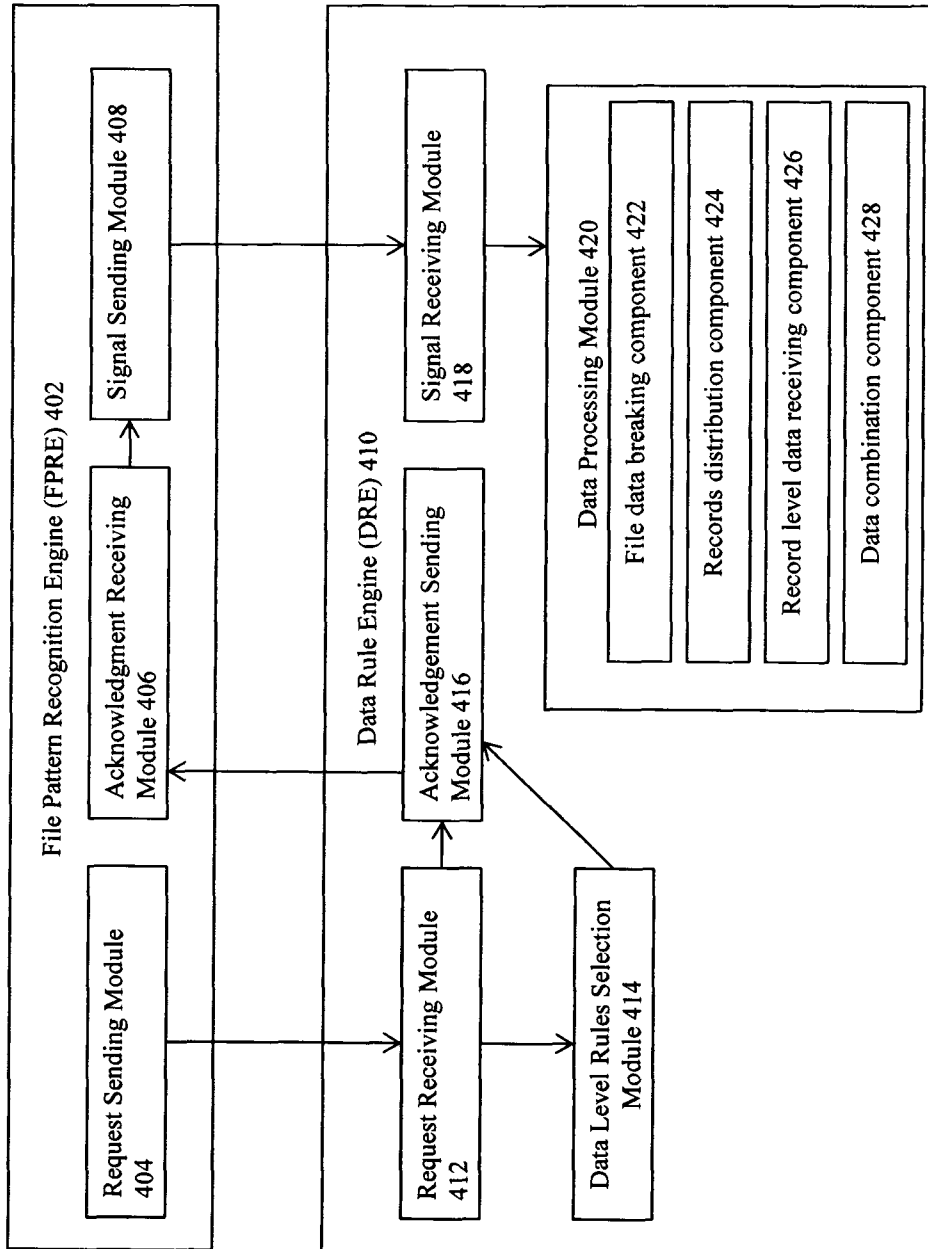 File Pattern Recognition Engine (FPRE) 402
Request Sending Module
404
Acknowledgment Receiving
Module 406
Signal Sending Module 408
Data Rule Engine (DRE) 410
Request Receiving Module
412
Acknowledgement Sending
Module 416
Signal Receiving Module
418
Data Level Rules Selection
Module 414
Data Processing Module 420
File data breaking component 422
Records distribution component 424
Record level data receiving component 426
Data combination component 428